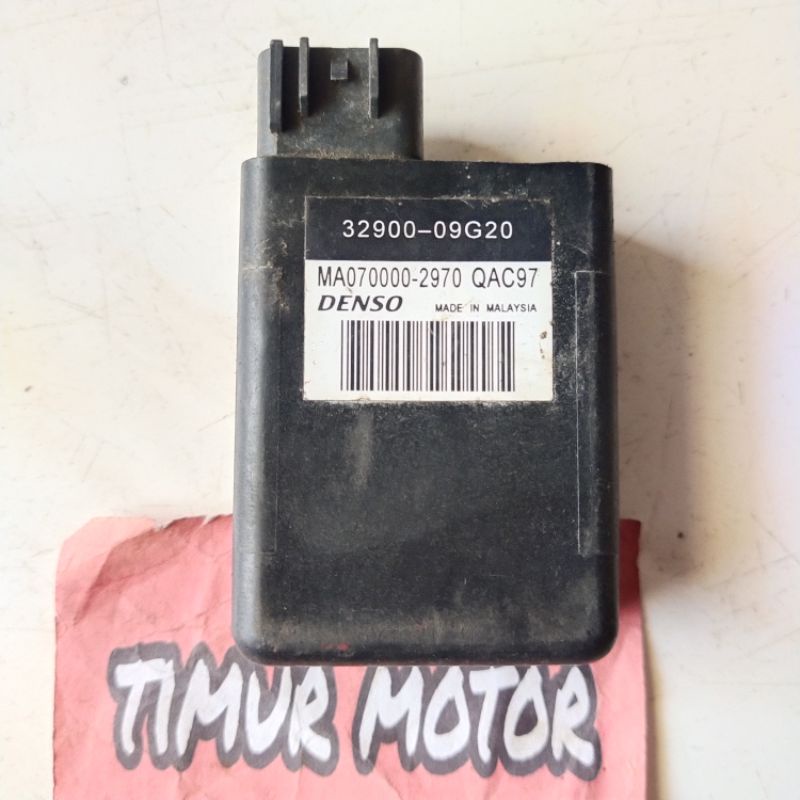 32900-09G20
MA070000-2970 QAC97
DENSO MADE IN MALAYSIA
TIMUR MOTOR